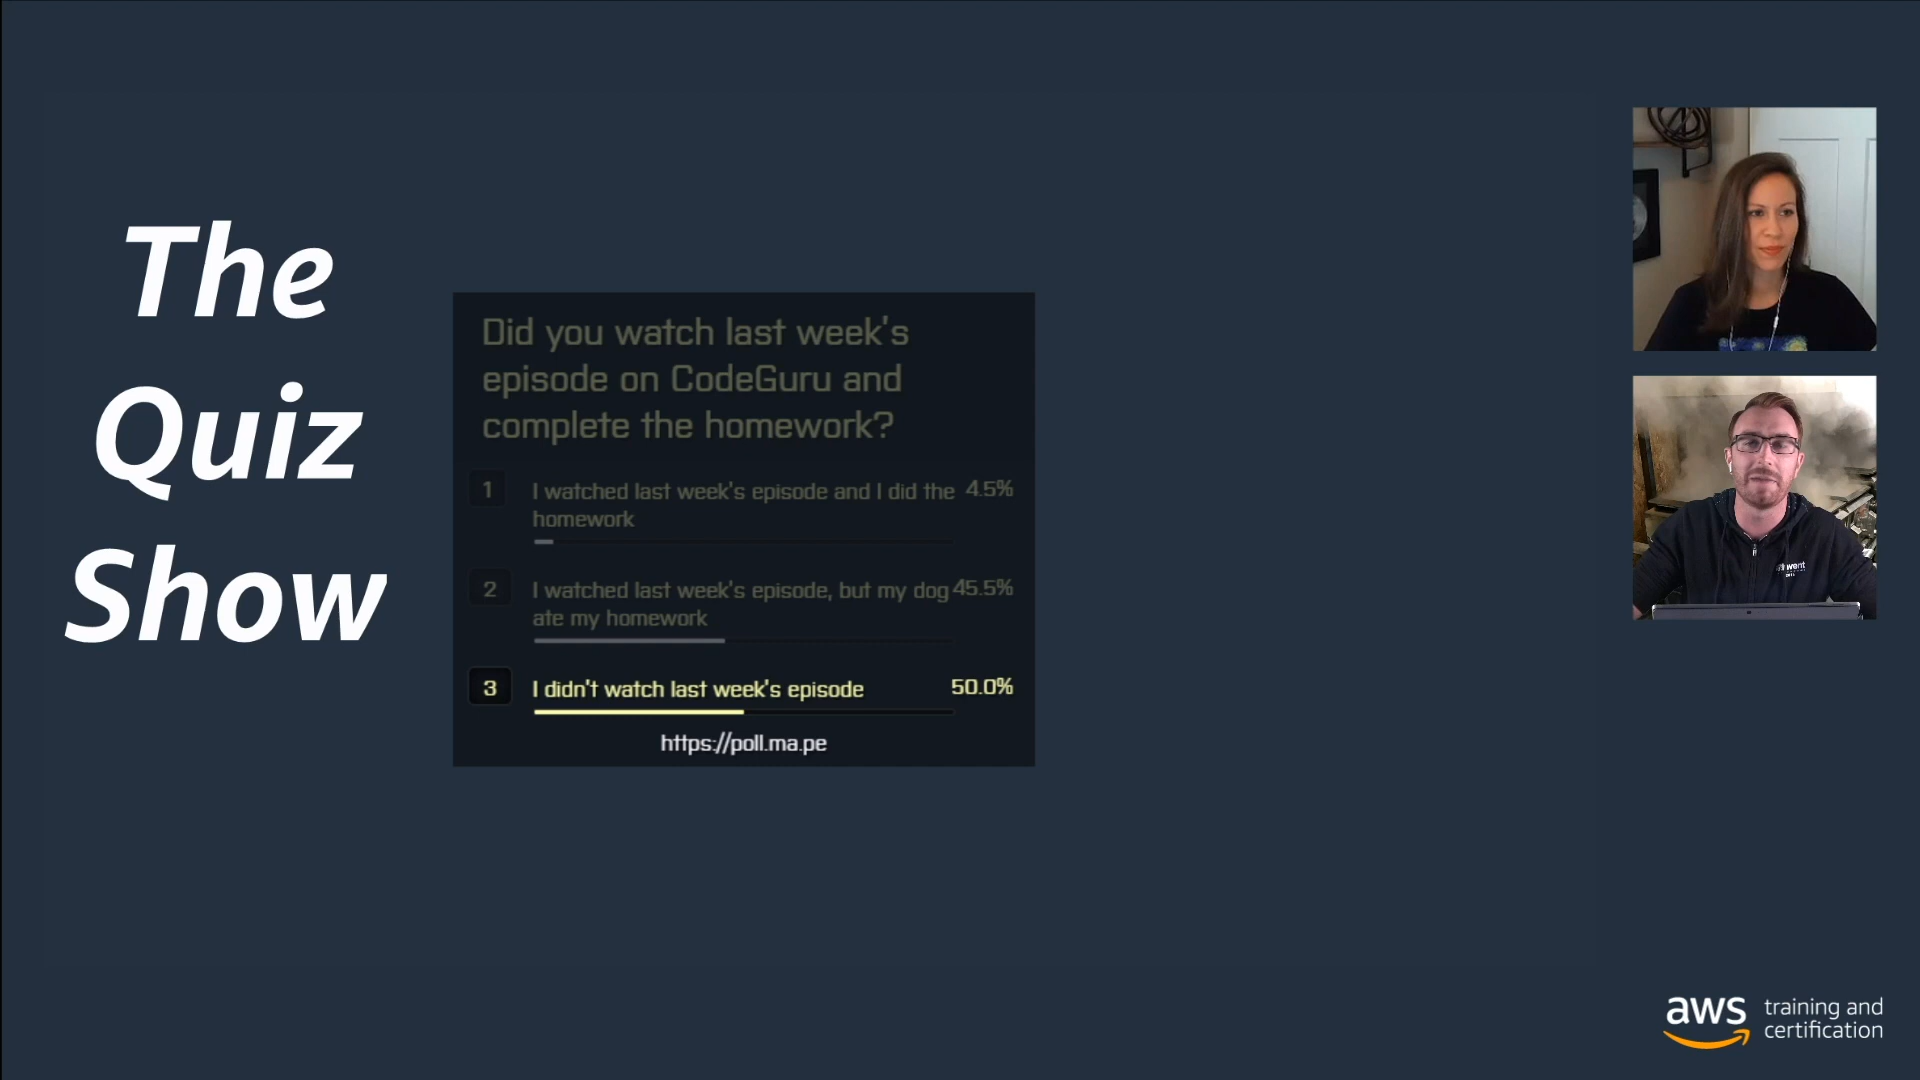 The
Quiz
Show
Did you watch last week's
episode on CodeGuru and
complete the homework?
1 I watched last week's episode and I did the 4.5%
homework
2 I watched last week's episode, but my dog 45.5%
ate my homework
3 I didn't watch last week's episode 50.0%
https://poll.ma.pe
aws training and
certification